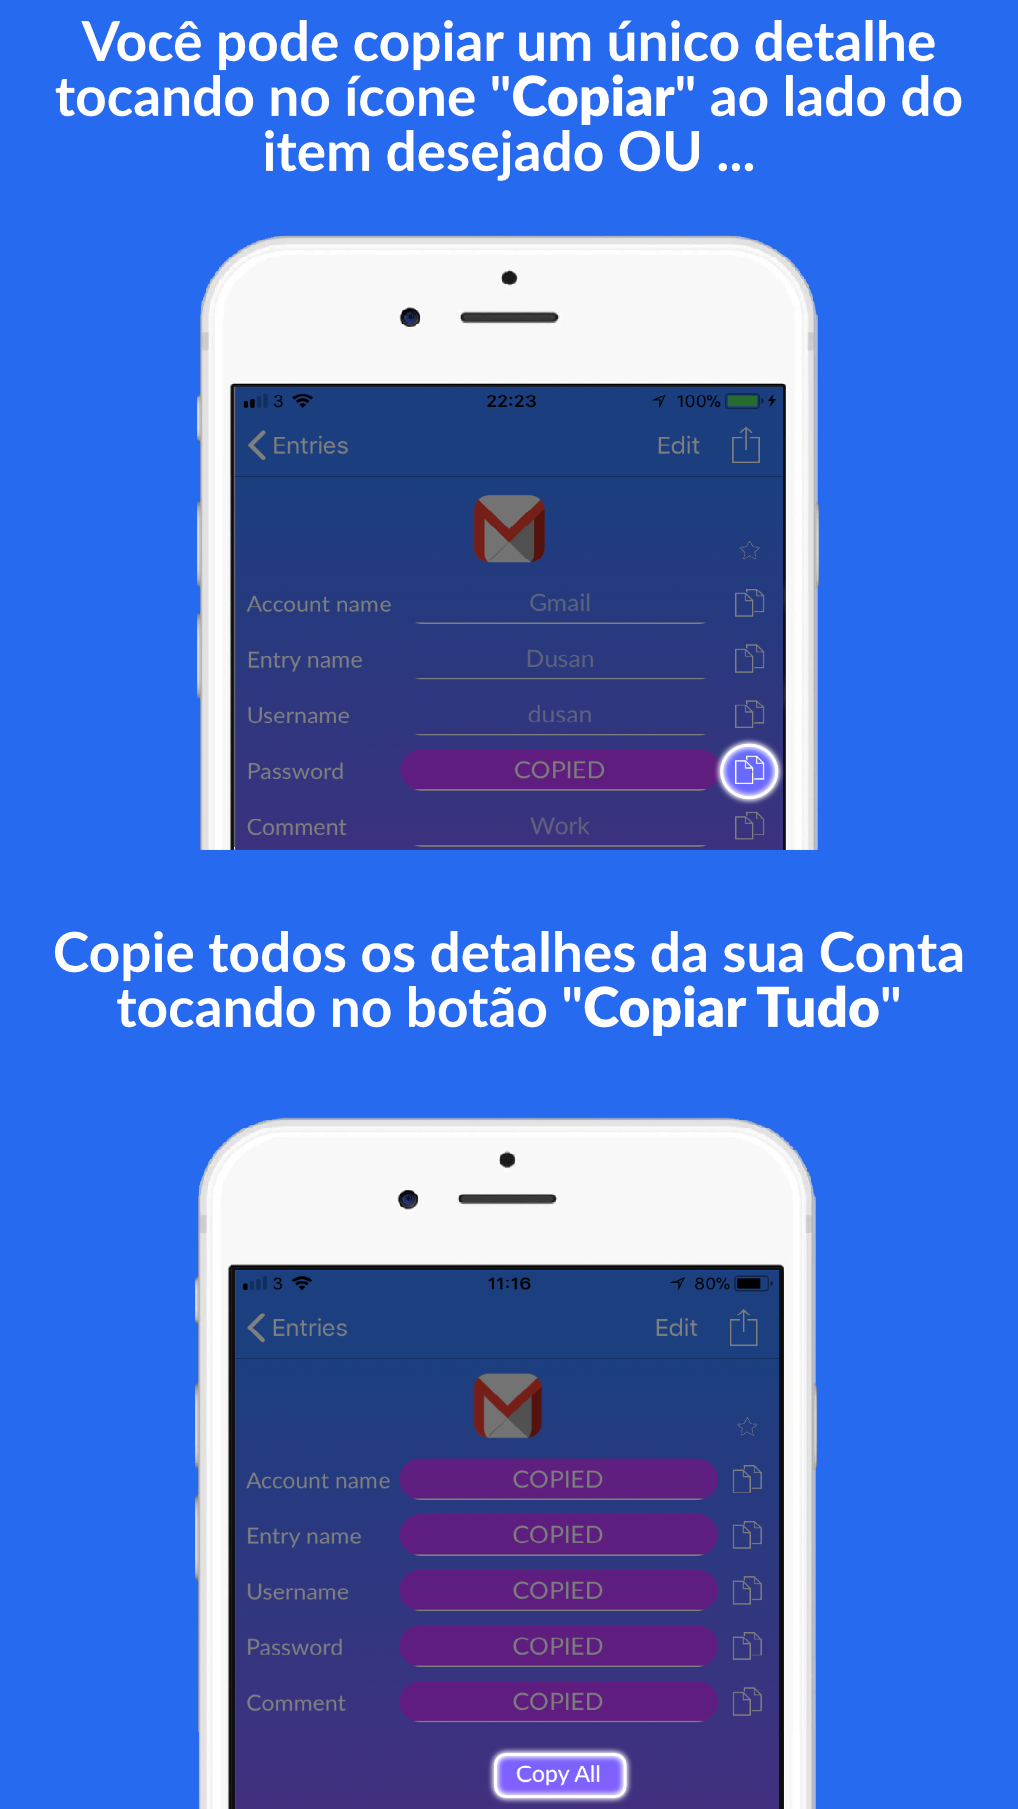 Você pode copiar um único detalhe
tocando no ícone "Copiar" ao lado do
item desejado OU ...
3 22:23 100%
Entries Edit
Account name Gmail
Entry name Dusan
Username dusan
Password COPIED
Comment Work
Copie todos os detalhes da sua Conta
tocando no botão "Copiar Tudo"
3 11:16 80%
Entries Edit
Account name COPIED
Entry name COPIED
Username COPIED
Password COPIED
Comment COPIED
Copy All